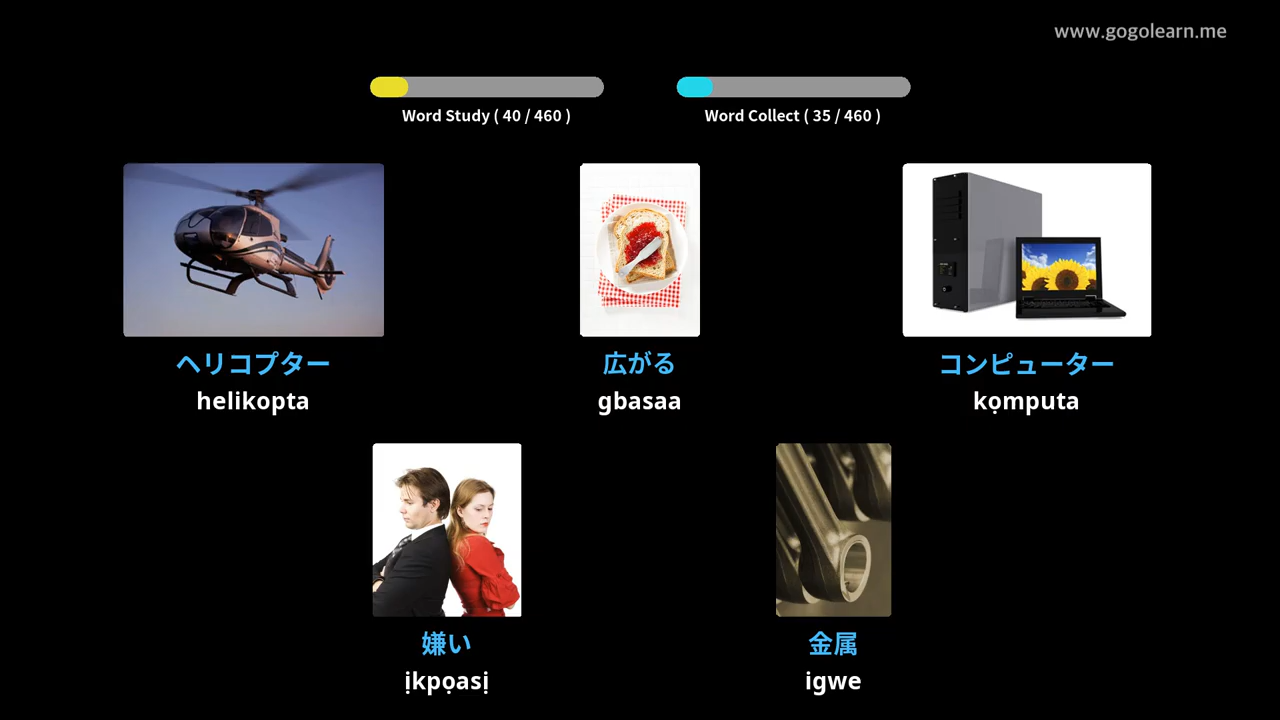 www.gogolearn.me
Word Study ( 40 / 460 )
Word Collect ( 35 / 460 )
ヘリコプター
helikopta
広がる
gbasaa
コンピューター
kọmputa
嫌い
ịkpọasị
金属
igwe